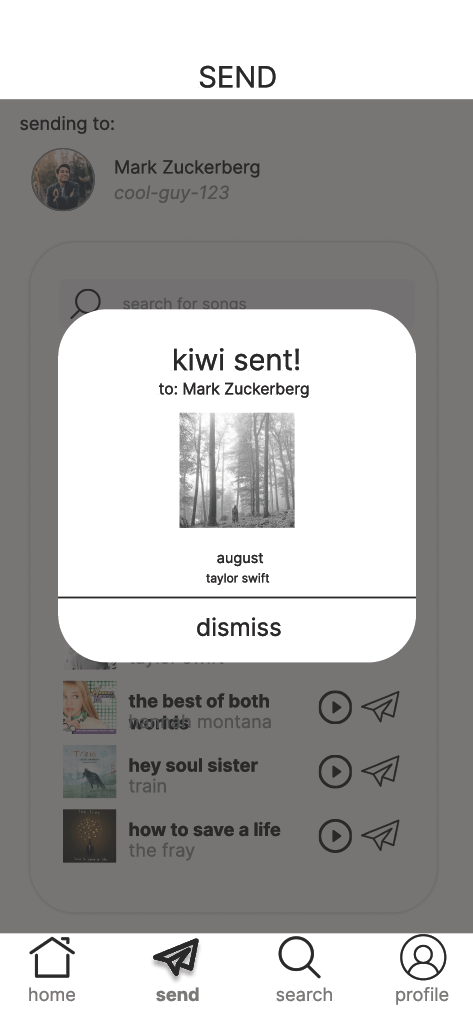 SEND
sending to:
Mark Zuckerberg
cool-guy-123
search for songs
kiwi sent!
to: Mark Zuckerberg
august
taylor swift
dismiss
taylor swift
the best of both
worlds
hannah montana
hey soul sister
train
how to save a life
the fray
home
send
search
profile